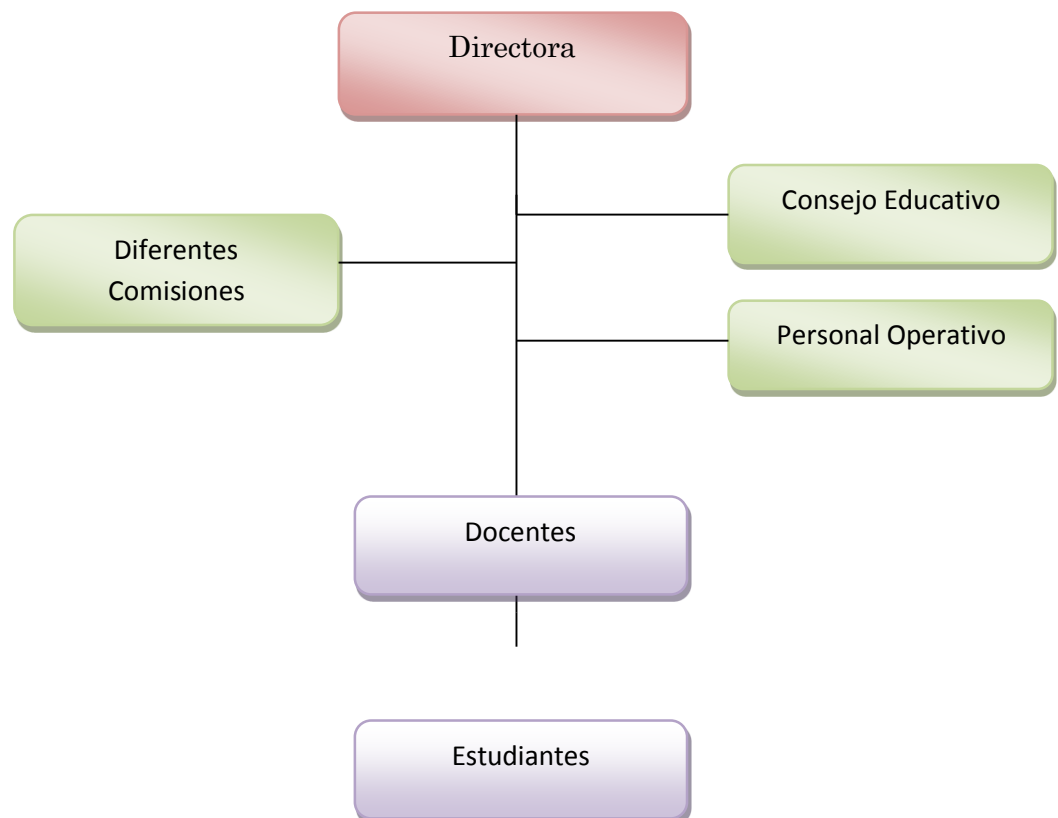 Directora
Consejo Educativo
Diferentes
Comisiones
Personal Operativo
Docentes
Estudiantes